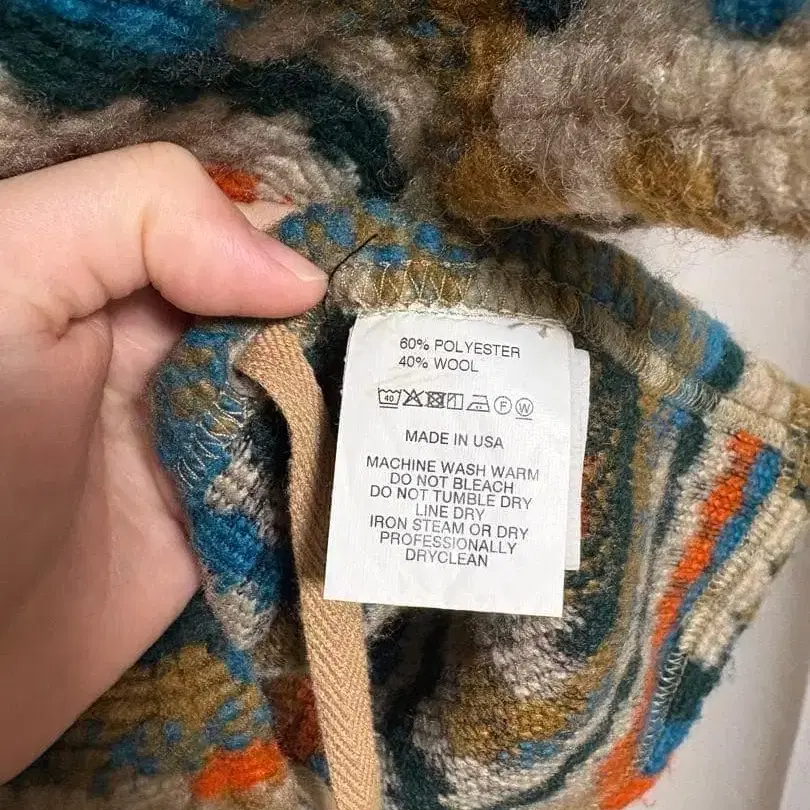 60% POLYESTER
40% WOOL
40 F W
MADE IN USA
MACHINE WASH WARM
DO NOT BLEACH
DO NOT TUMBLE DRY
LINE DRY
IRON STEAM OR DRY
PROFESSIONALLY
DRYCLEAN